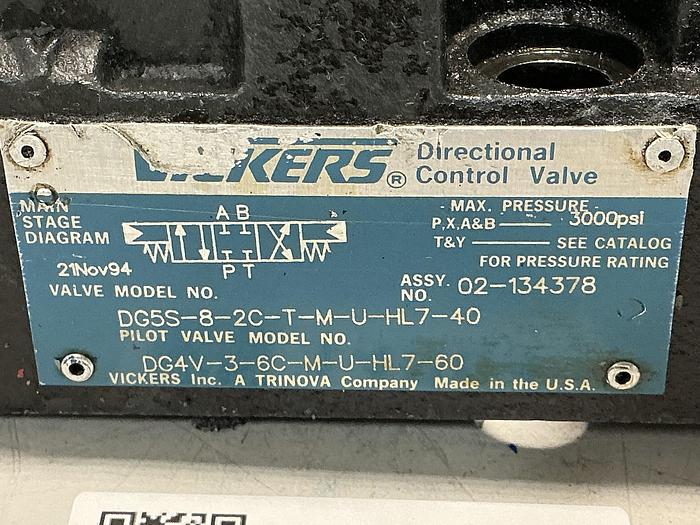 VICKERS® Directional
Control Valve
MAIN
STAGE
DIAGRAM
A B
P T
- MAX. PRESSURE -
P,X,A&B 3000psi
T&Y SEE CATALOG
FOR PRESSURE RATING
21Nov94
VALVE MODEL NO.
ASSY.
NO. 02-134378
DG5S-8-2C-T-M-U-HL7-40
PILOT VALVE MODEL NO.
DG4V-3-6C-M-U-HL7-60
VICKERS Inc. A TRINOVA Company Made in the U.S.A.